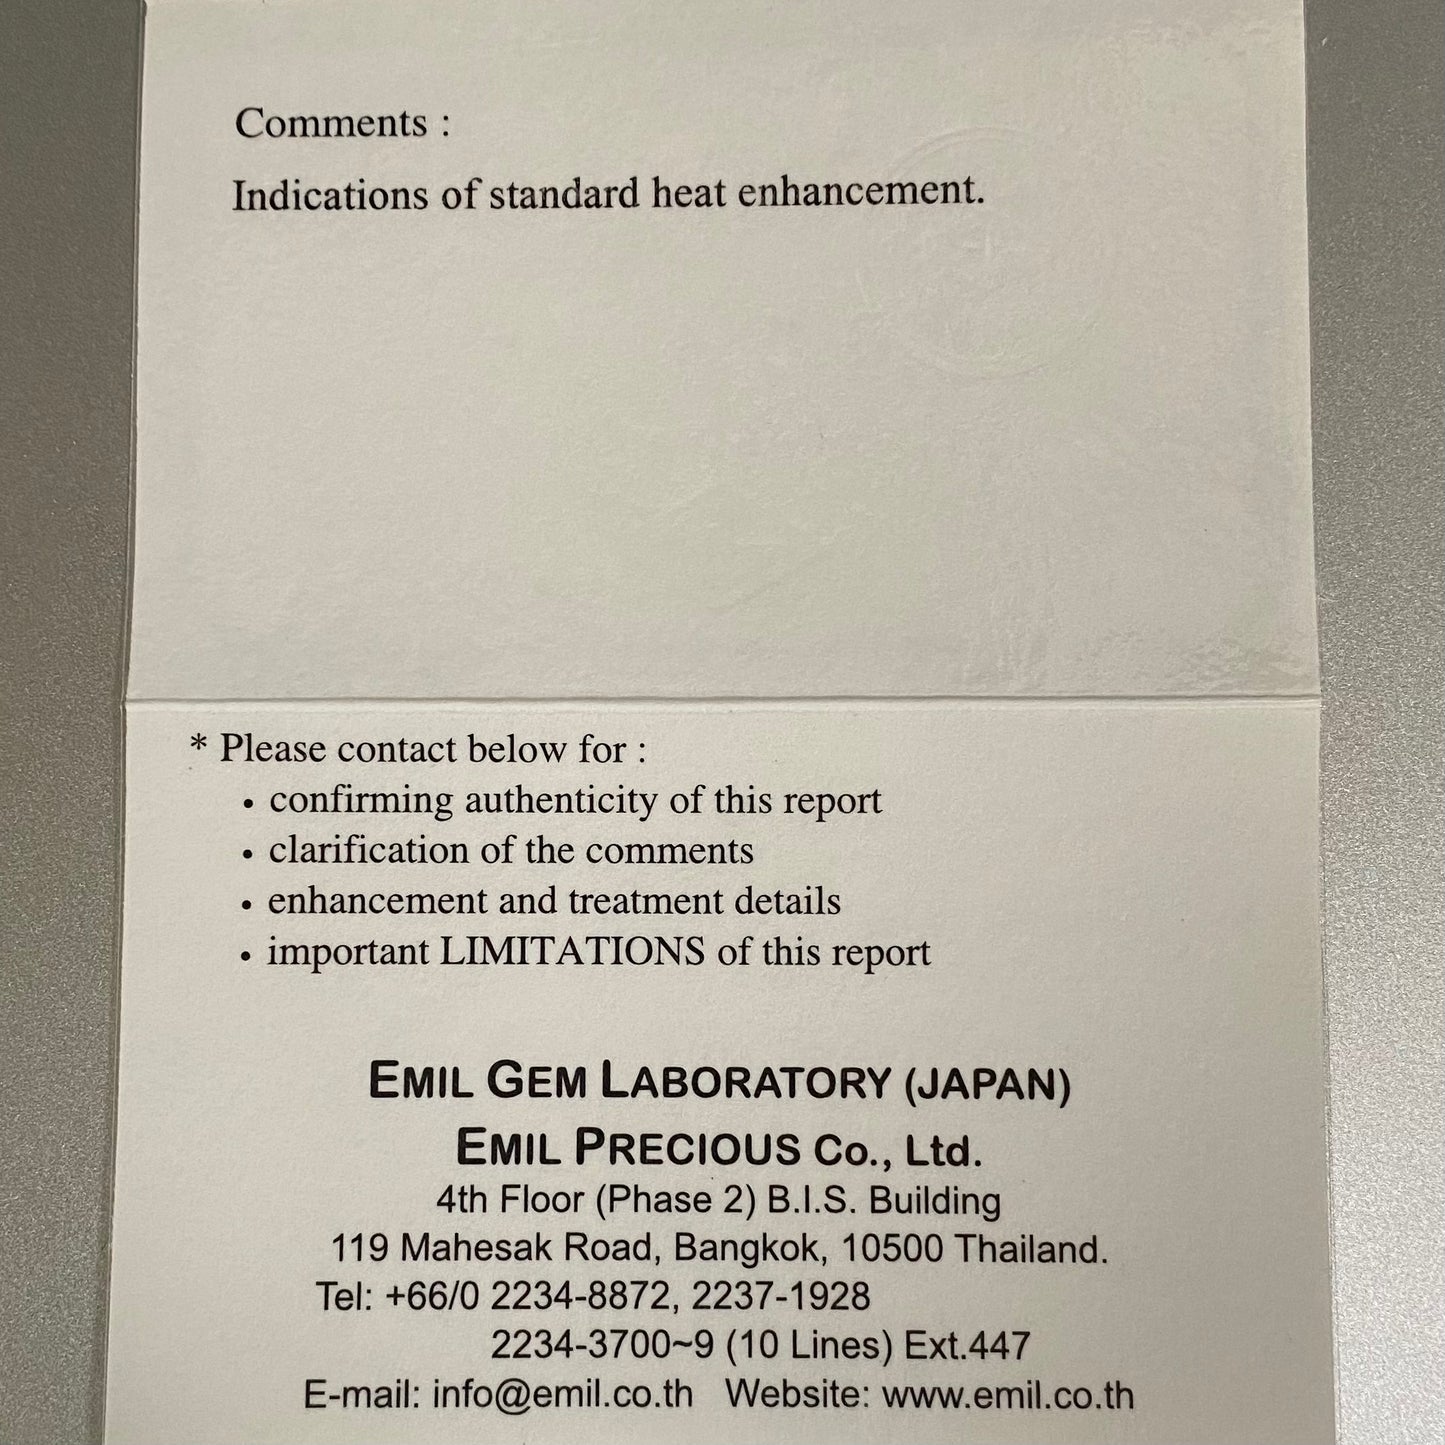 Comments :
Indications of standard heat enhancement.
* Please contact below for :
• confirming authenticity of this report
• clarification of the comments
• enhancement and treatment details
• important LIMITATIONS of this report
EMIL GEM LABORATORY (JAPAN)
EMIL PRECIOUS Co., Ltd.
4th Floor (Phase 2) B.I.S. Building
119 Mahesak Road, Bangkok, 10500 Thailand.
Tel: +66/0 2234-8872, 2237-1928
2234-3700~9 (10 Lines) Ext.447
E-mail: info@emil.co.th Website: www.emil.co.th